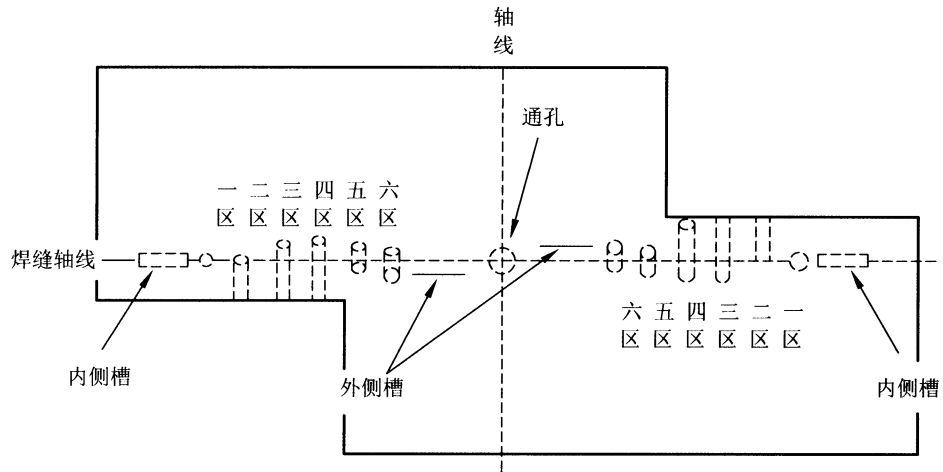 轴线
通孔
一区 二区 三区 四区 五区 六区
焊缝轴线
六区 五区 四区 三区 二区 一区
内侧槽
外侧槽
内侧槽